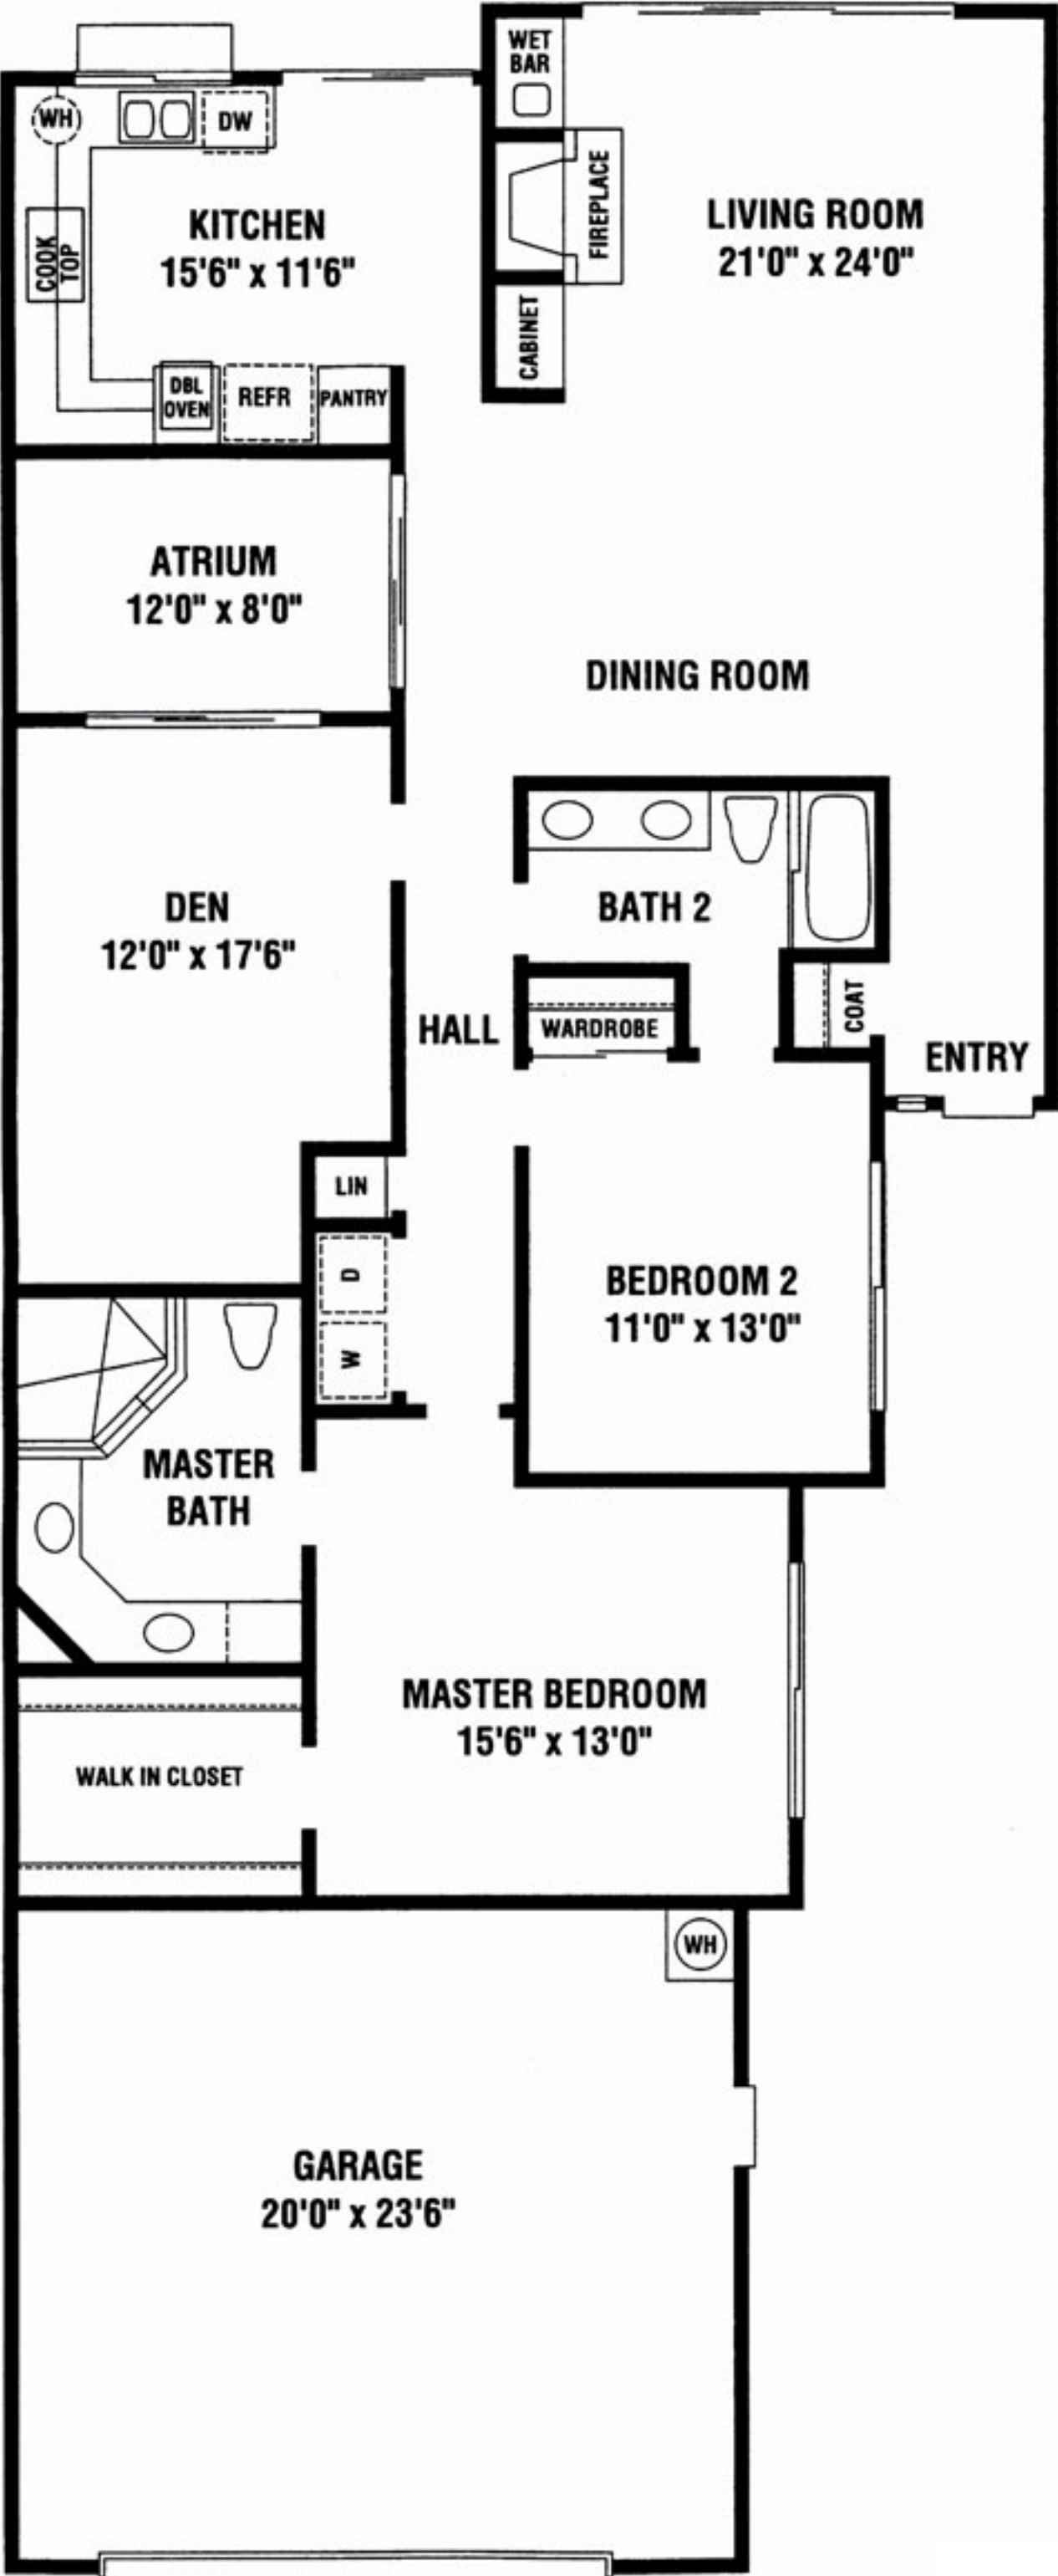 WET
BAR
WH
DW
KITCHEN
15'6" x 11'6"
COOK
TOP
FIREPLACE
LIVING ROOM
21'0" x 24'0"
CABINET
DBL
OVEN
REFR
PANTRY
ATRIUM
12'0" x 8'0"
DINING ROOM
DEN
12'0" x 17'6"
BATH 2
HALL
WARDROBE
COAT
ENTRY
LIN
D
W
BEDROOM 2
11'0" x 13'0"
MASTER
BATH
MASTER BEDROOM
15'6" x 13'0"
WALK IN CLOSET
WH
GARAGE
20'0" x 23'6"